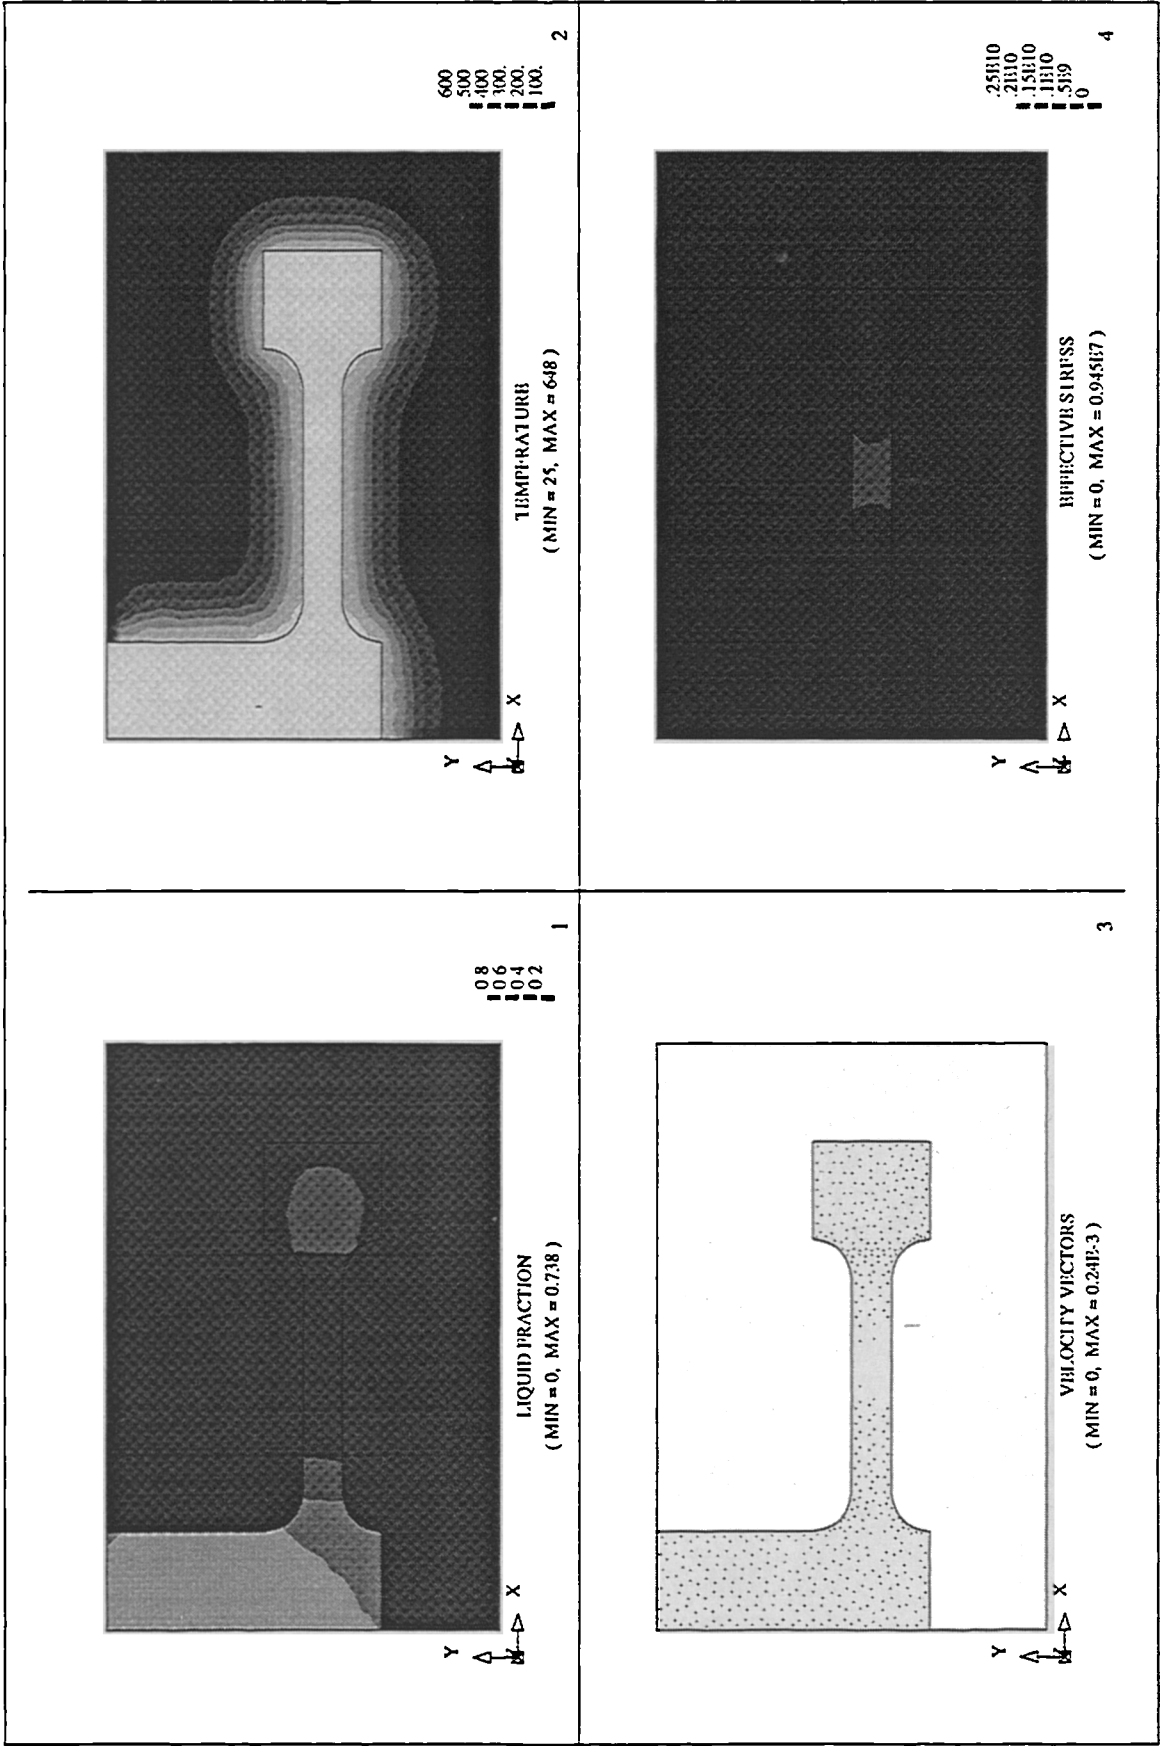 1
0 8
0 6
0 4
0 2
LIQUID FRACTION
( MIN = 0, MAX = 0.738 )
Y
X
2
600
500
400
300.
200.
100.
TEMPERATURE
( MIN = 25, MAX = 648 )
Y
X
3
VELOCITY VECTORS
( MIN = 0, MAX = 0.24E-3 )
Y
X
4
.25E10
.2E10
.15E10
.1E10
.5E9
0
EFFECTIVE STRESS
( MIN = 0, MAX = 0.945E7 )
Y
X